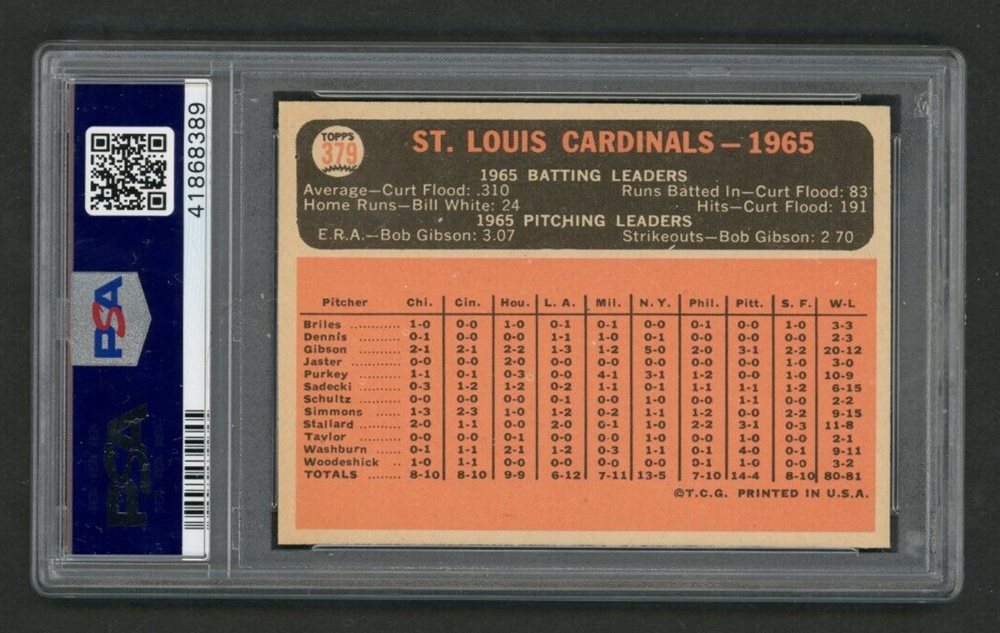 41868389
PSA
PSA
TOPPS
379
ST. LOUIS CARDINALS — 1965
1965 BATTING LEADERS
Average—Curt Flood: .310 Runs Batted In—Curt Flood: 83
Home Runs—Bill White: 24 Hits—Curt Flood: 191
1965 PITCHING LEADERS
E.R.A.—Bob Gibson: 3.07 Strikeouts—Bob Gibson: 2 70
Pitcher Chi. Cin. Hou. L. A. Mil. N. Y. Phil. Pitt. S. F. W-L
Briles ............ 1-0 0-0 1-0 0-1 0-1 0-0 0-1 0-0 1-0 3-3
Dennis .......... 0-1 0-0 0-0 1-1 1-0 0-1 0-0 0-0 0-0 2-3
Gibson .......... 2-1 2-1 2-2 1-3 1-2 5-0 2-0 3-1 2-2 20-12
Jaster ............ 0-0 0-0 2-0 0-0 0-0 0-0 0-0 0-0 1-0 3-0
Purkey .......... 1-1 0-1 0-3 0-0 4-1 3-1 1-2 0-0 1-0 10-9
Sadecki ........ 0-3 1-2 1-2 0-2 1-1 0-1 1-1 1-1 1-2 6-15
Schultz .......... 0-0 0-0 0-0 0-1 0-0 1-0 0-0 1-1 0-0 2-2
Simmons ...... 1-3 2-3 1-0 1-2 0-2 1-1 1-2 0-0 2-2 9-15
Stallard ........ 2-0 1-1 0-0 2-0 0-1 1-0 2-2 3-1 0-3 11-8
Taylor .......... 0-0 0-0 0-1 0-0 0-0 1-0 0-0 1-0 0-0 2-1
Washburn .... 0-1 1-1 2-1 1-2 0-3 1-1 0-1 4-0 0-1 9-11
Woodeshick .. 1-0 1-1 0-0 0-0 0-0 0-0 0-1 1-0 0-0 3-2
TOTALS ...... 8-10 8-10 9-9 6-12 7-11 13-5 7-10 14-4 8-10 80-81
©T.C.G. PRINTED IN U.S.A.